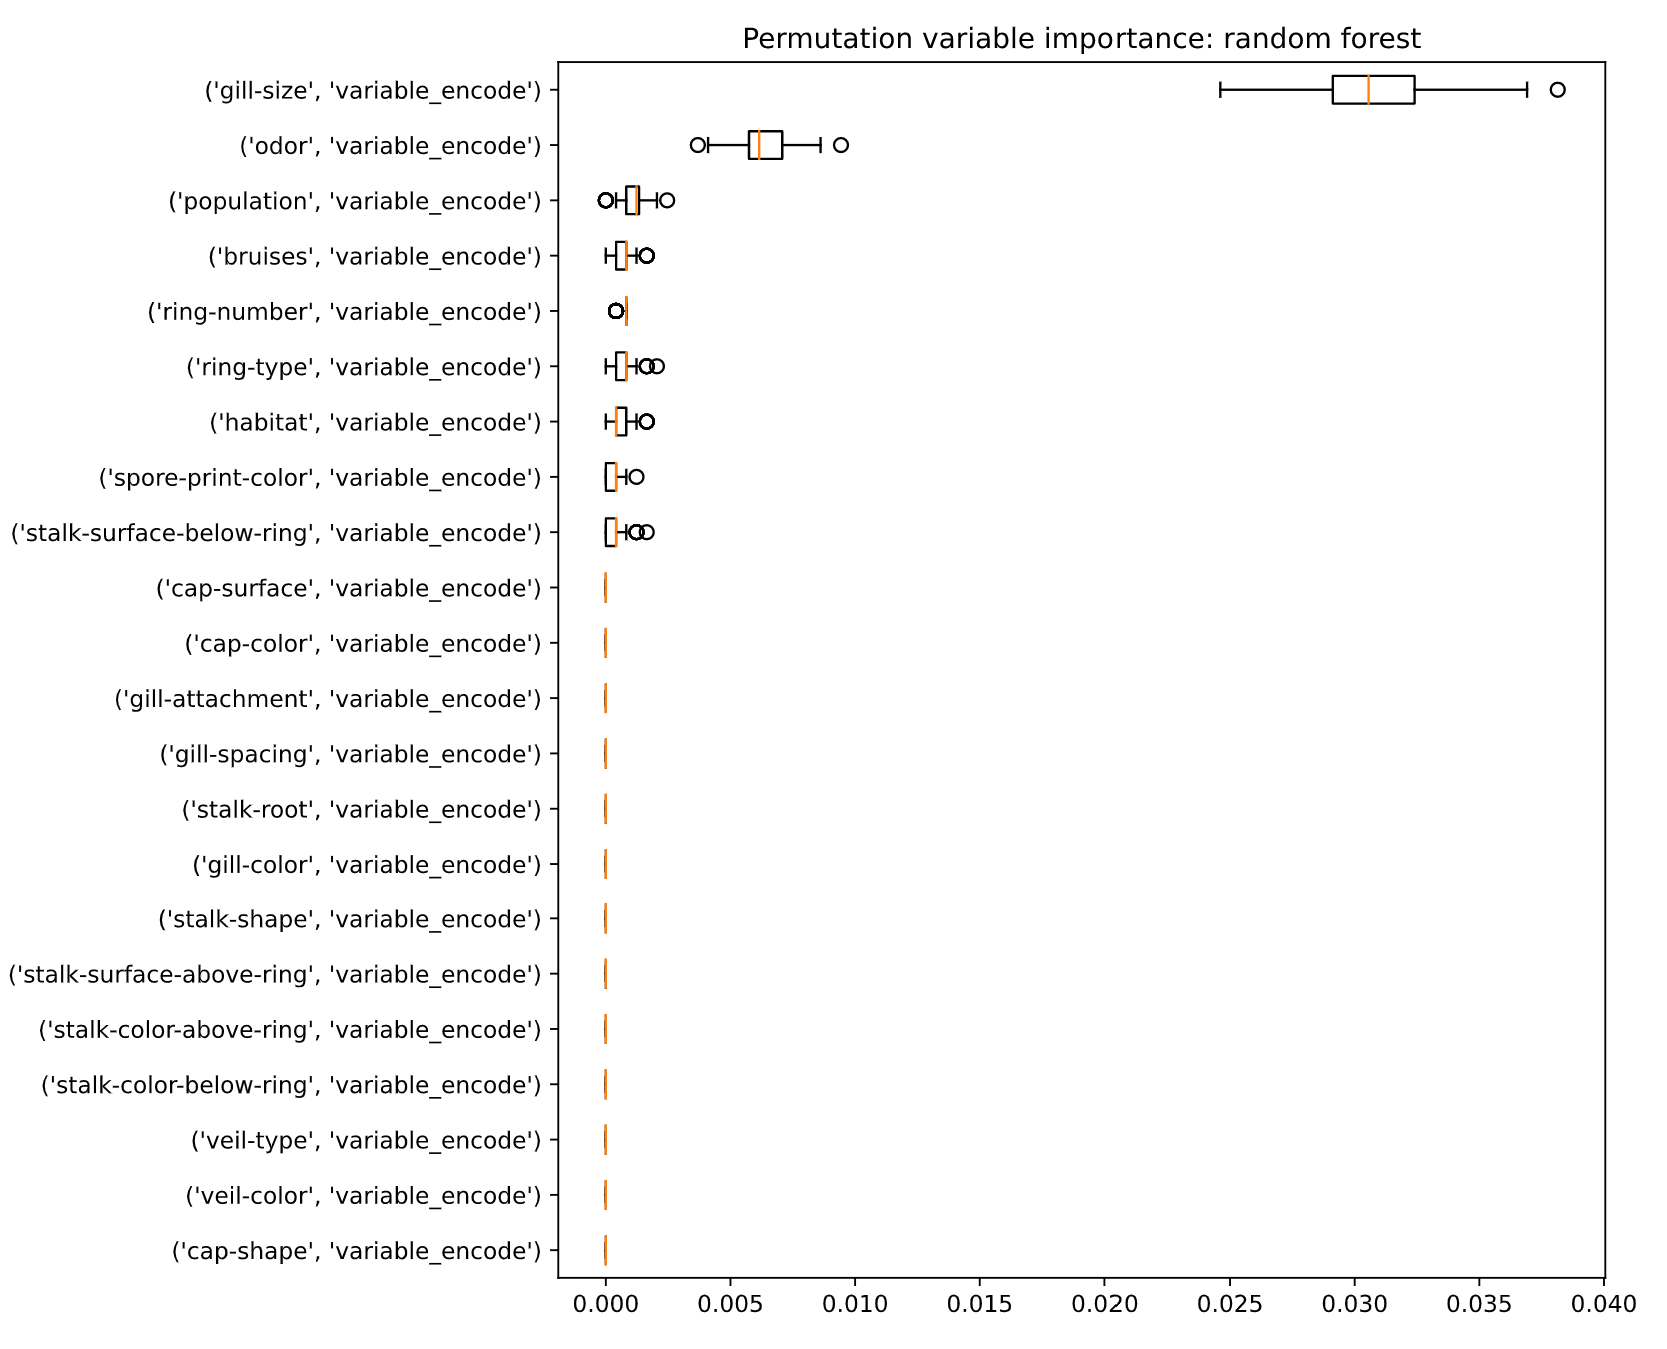 Permutation variable importance: random forest
('gill-size', 'variable_encode')
('odor', 'variable_encode')
('population', 'variable_encode')
('bruises', 'variable_encode')
('ring-number', 'variable_encode')
('ring-type', 'variable_encode')
('habitat', 'variable_encode')
('spore-print-color', 'variable_encode')
('stalk-surface-below-ring', 'variable_encode')
('cap-surface', 'variable_encode')
('cap-color', 'variable_encode')
('gill-attachment', 'variable_encode')
('gill-spacing', 'variable_encode')
('stalk-root', 'variable_encode')
('gill-color', 'variable_encode')
('stalk-shape', 'variable_encode')
('stalk-surface-above-ring', 'variable_encode')
('stalk-color-above-ring', 'variable_encode')
('stalk-color-below-ring', 'variable_encode')
('veil-type', 'variable_encode')
('veil-color', 'variable_encode')
('cap-shape', 'variable_encode')
0.000 0.005 0.010 0.015 0.020 0.025 0.030 0.035 0.040